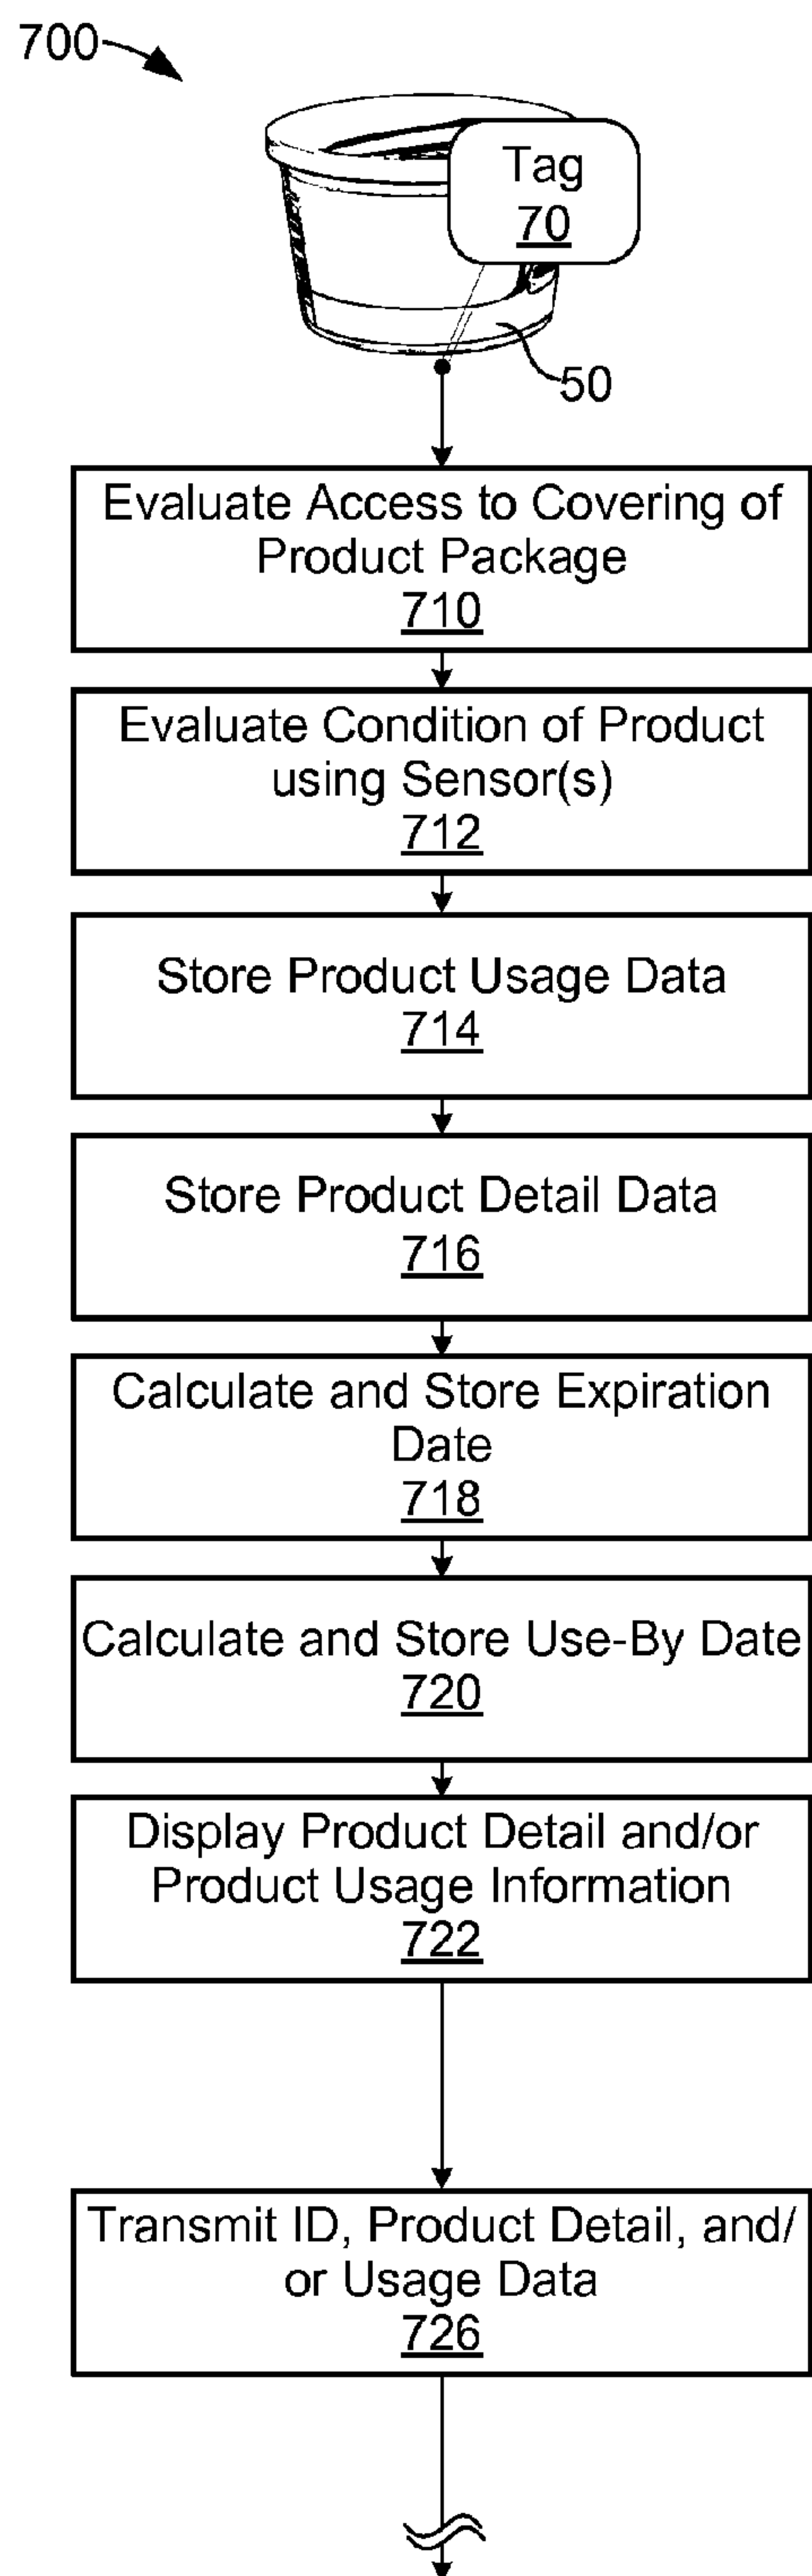 700
Tag
70
50
Evaluate Access to Covering of
Product Package
710
Evaluate Condition of Product
using Sensor(s)
712
Store Product Usage Data
714
Store Product Detail Data
716
Calculate and Store Expiration
Date
718
Calculate and Store Use-By Date
720
Display Product Detail and/or
Product Usage Information
722
Transmit ID, Product Detail, and/
or Usage Data
726